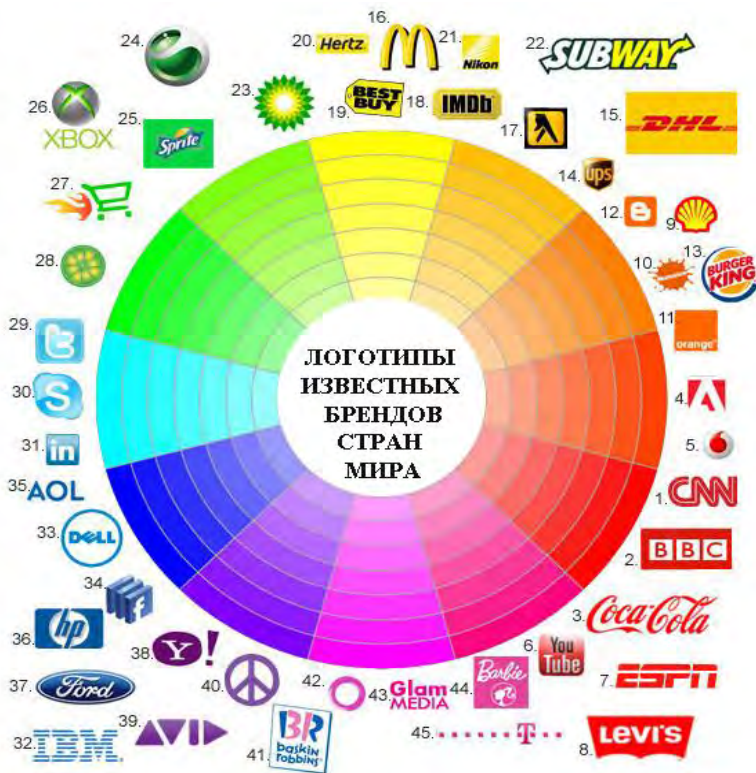 24.
20. Hertz
16.
21. Nikon
22. SUBWAY
26. XBOX
25. Sprite
23.
19. BEST BUY
18. IMDb
17.
15. DHL
14. ups
27.
12.
9.
28.
10.
13. BURGER KING
11. orange
29. t
ЛОГОТИПЫ
ИЗВЕСТНЫХ
БРЕНДОВ
СТРАН
МИРА
30. S
4.
31. in
5.
35. AOL
1. CNN
33. DELL
2. BBC
34. f
3. Coca-Cola
36. hp
38. Y!
6. You Tube
40.
42.
43. Glam MEDIA
44. Barbie
7. ESPN
37. Ford
39. AVID
32. IBM
41. BR baskin robbins
45. T
8. LEVI'S